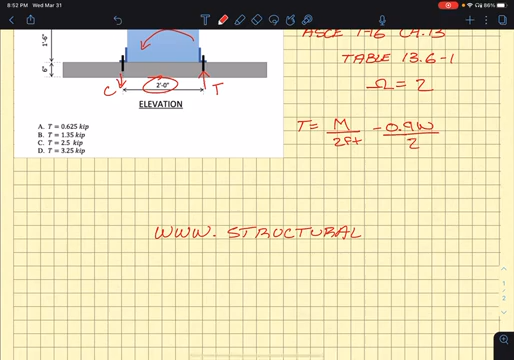 8:52 PM Wed Mar 31
ASCE 7-16 CH.13
TABLE 13.6-1
Ω = 2
T = M/2Ft - 0.9W/2
1'-6"
6"
C 2'-0" T
ELEVATION
A. T = 0.625 kip
B. T = 1.35 kip
C. T = 2.5 kip
D. T = 3.25 kip
WWW. STRUCTURAL
1
2